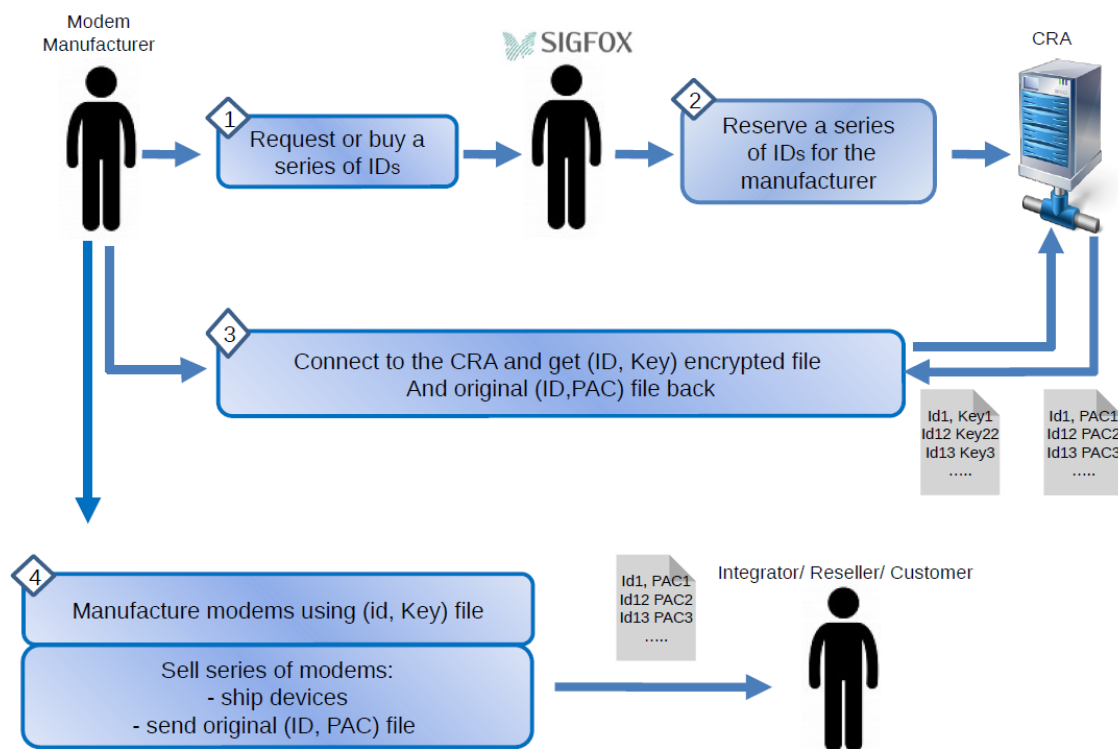 Modem
Manufacturer
SIGFOX
CRA
1
Request or buy a
series of IDs
2
Reserve a series
of IDs for the
manufacturer
3
Connect to the CRA and get (ID, Key) encrypted file
And original (ID,PAC) file back
Id1, Key1
Id12 Key22
Id13 Key3
.....
Id1, PAC1
Id12 PAC2
Id13 PAC3
.....
4
Manufacture modems using (id, Key) file
Sell series of modems:
- ship devices
- send original (ID, PAC) file
Id1, PAC1
Id12 PAC2
Id13 PAC3
.....
Integrator/ Reseller/ Customer